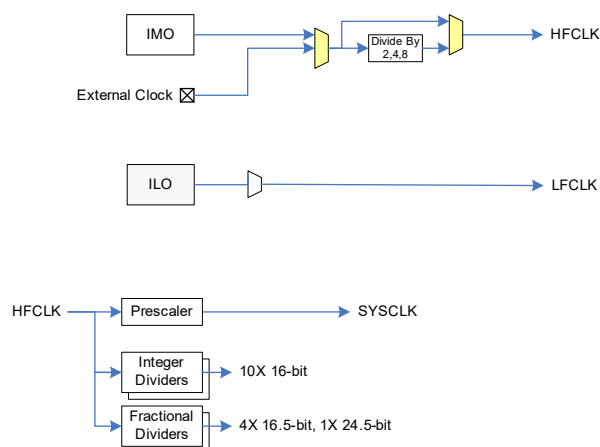 IMO
Divide By
2,4,8
HFCLK
External Clock
ILO
LFCLK
HFCLK
Prescaler
SYSCLK
Integer
Dividers
10X 16-bit
Fractional
Dividers
4X 16.5-bit, 1X 24.5-bit